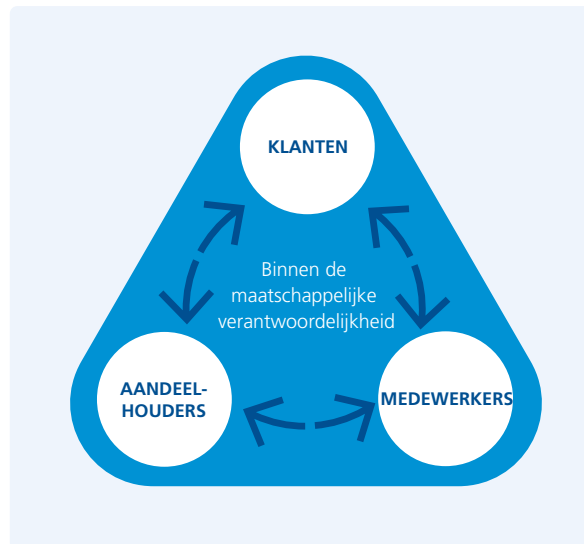 KLANTEN
Binnen de
maatschappelijke
verantwoordelijkheid
AANDEEL-
HOUDERS
MEDEWERKERS